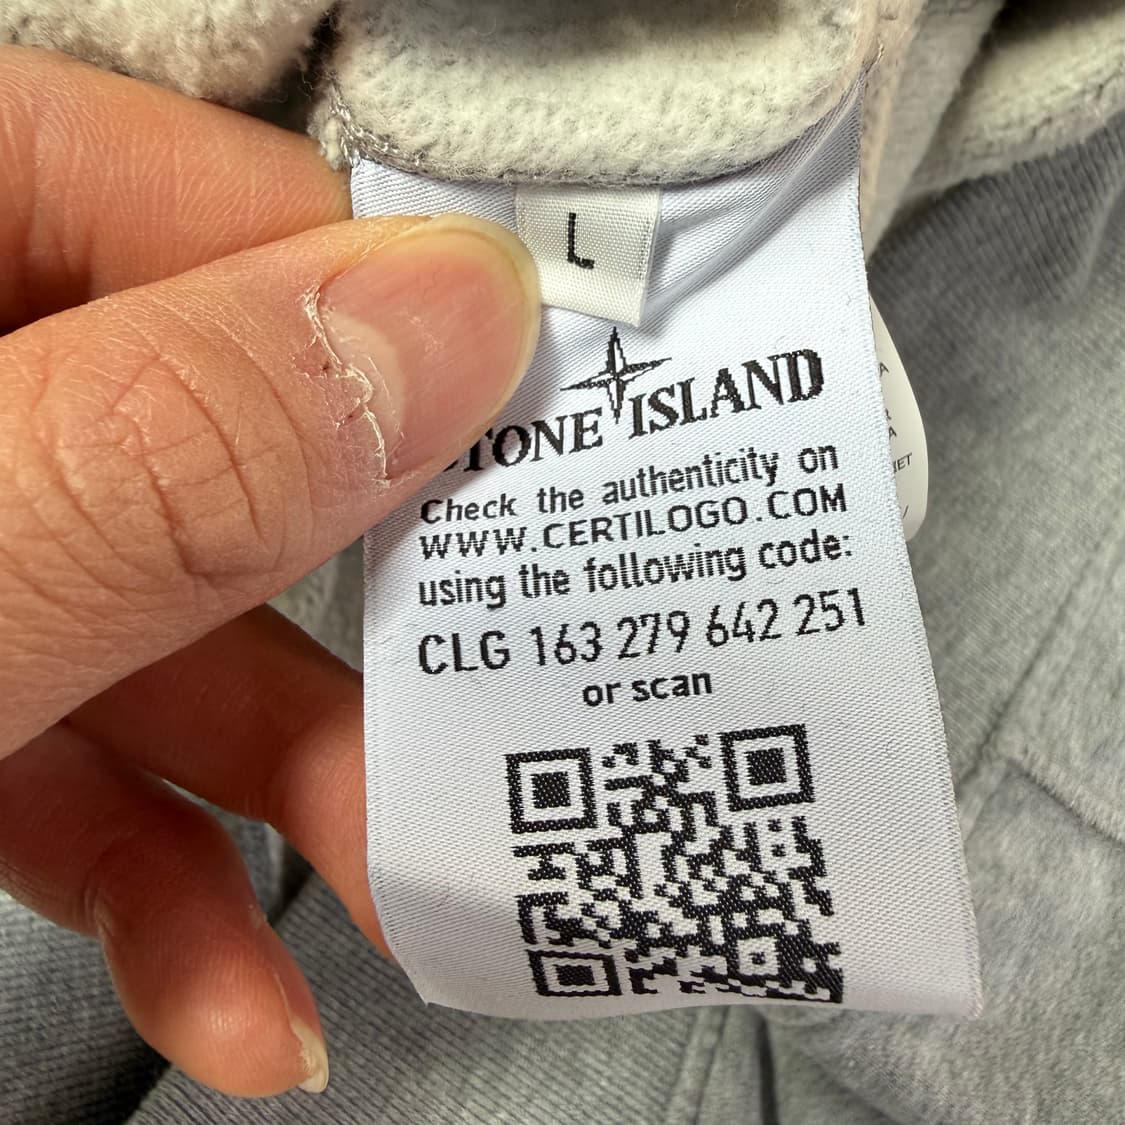 L
STONE ISLAND
Check the authenticity on
WWW.CERTILOGO.COM
using the following code:
CLG 163 279 642 251
or scan